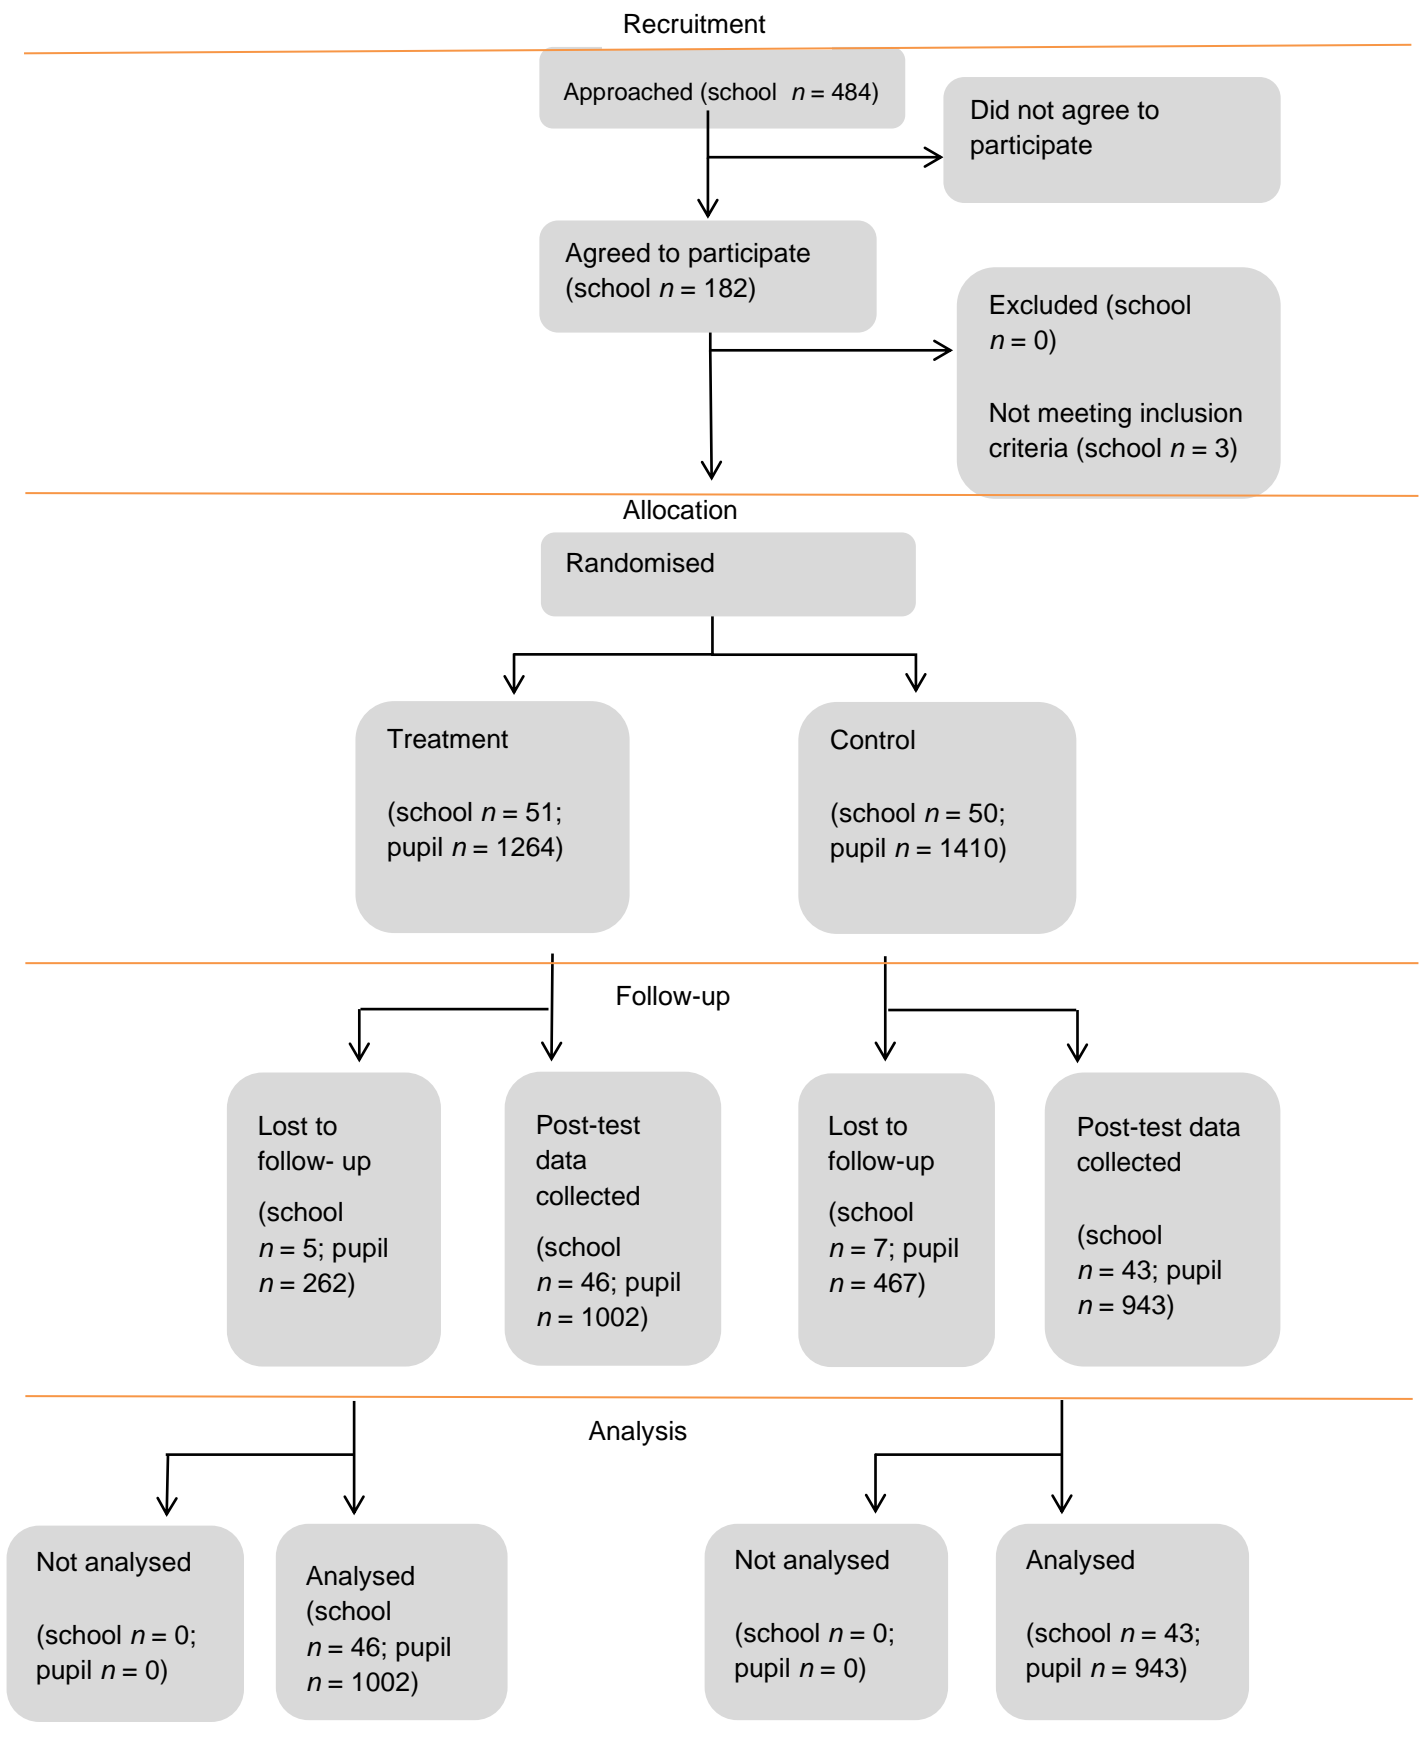 Recruitment
Approached (school n = 484)
Did not agree to
participate
Agreed to participate
(school n = 182)
Excluded (school
n = 0)
Not meeting inclusion
criteria (school n = 3)
Allocation
Randomised
Treatment
(school n = 51;
pupil n = 1264)
Control
(school n = 50;
pupil n = 1410)
Follow-up
Lost to
follow- up
(school
n = 5; pupil
n = 262)
Post-test
data
collected
(school
n = 46; pupil
n = 1002)
Lost to
follow-up
(school
n = 7; pupil
n = 467)
Post-test data
collected
(school
n = 43; pupil
n = 943)
Analysis
Not analysed
(school n = 0;
pupil n = 0)
Analysed
(school
n = 46; pupil
n = 1002)
Not analysed
(school n = 0;
pupil n = 0)
Analysed
(school n = 43;
pupil n = 943)